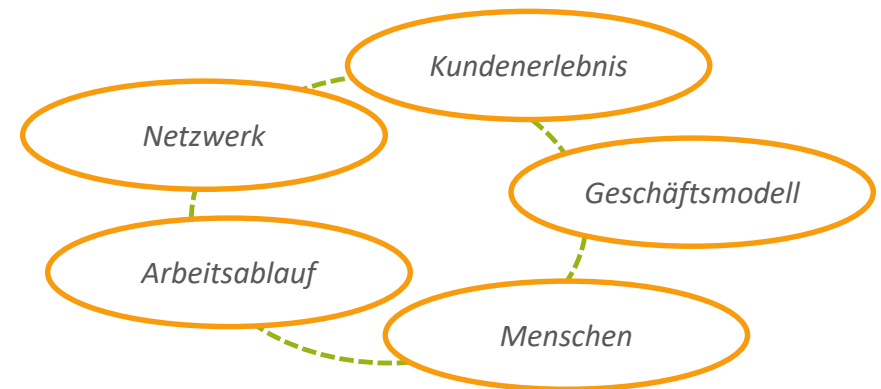 Kundenerlebnis
Netzwerk
Geschäftsmodell
Arbeitsablauf
Menschen